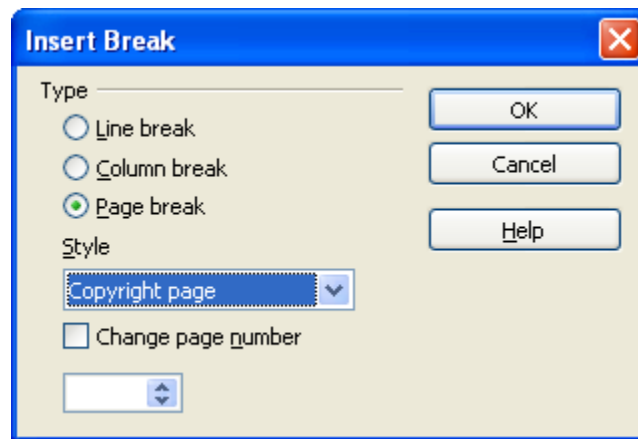 Insert Break
Type
Line break
Column break
Page break
Style
Copyright page
Change page number
OK
Cancel
Help